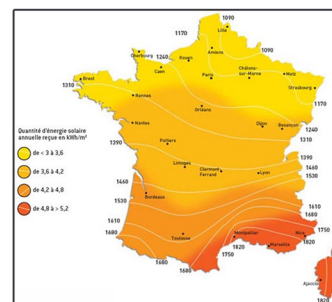 1090
Lille
1170
Amiens
Cherbourg
1240
Rouen
1090
Caen
Paris
Châlons-
sur-Marne
Metz
Strasbourg
1310
Brest
Rennes
1170
Orléans
Quantité d'énergie solaire
annuelle reçue en kWh/m²
Nantes
Dijon
Besançon
1240
1310
de < 3 à 3,6
1390
Poitiers
1390
de 3,6 à 4,2
Limoges
Clermont
Ferrand
Lyon
1460
1530
de 4,2 à 4,8
1460
1530
Bordeaux
de 4,8 à > 5,2
1610
1680
Toulouse
Montpellier
Nice
1610
1680
1750
1820
Marseille
1820
1680
1680
1750
Ajaccio
1820